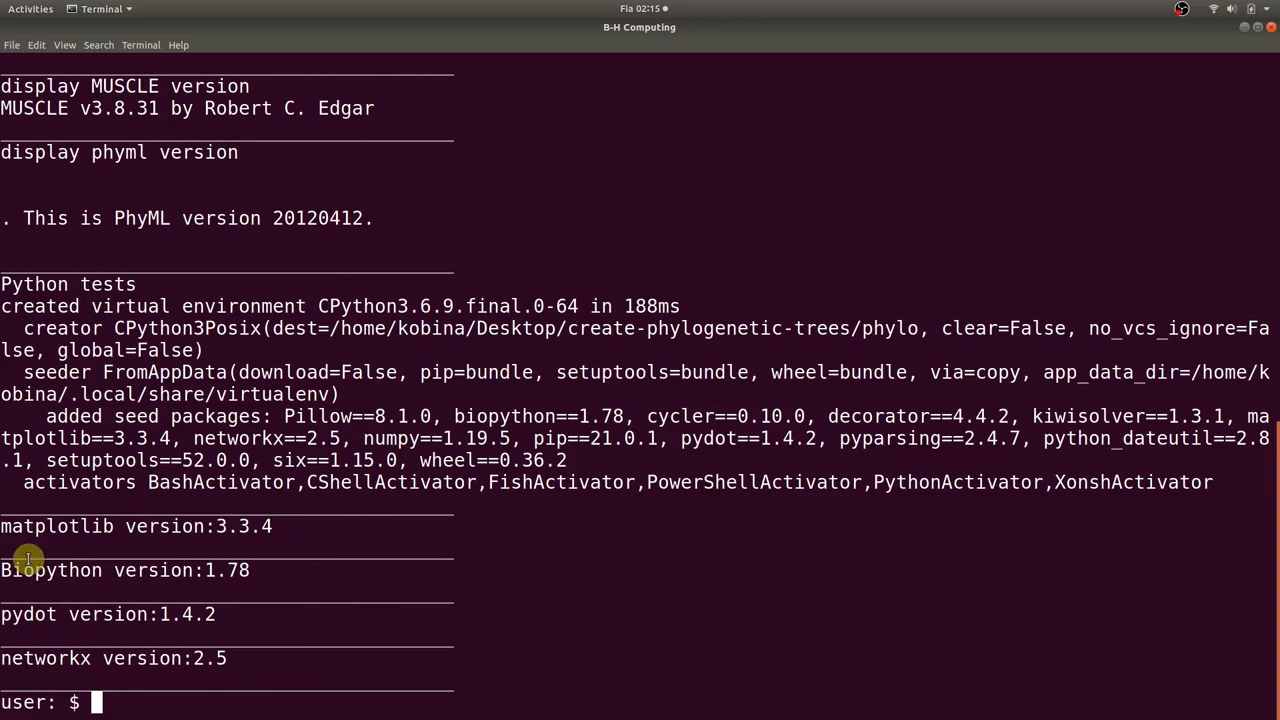 Activities Terminal Fia 02:15
B-H Computing
File Edit View Search Terminal Help
display MUSCLE version
MUSCLE v3.8.31 by Robert C. Edgar
display phyml version
. This is PhyML version 20120412.
Python tests
created virtual environment CPython3.6.9.final.0-64 in 188ms
creator CPython3Posix(dest=/home/kobina/Desktop/create-phylogenetic-trees/phylo, clear=False, no_vcs_ignore=Fa
lse, global=False)
seeder FromAppData(download=False, pip=bundle, setuptools=bundle, wheel=bundle, via=copy, app_data_dir=/home/k
obina/.local/share/virtualenv)
added seed packages: Pillow==8.1.0, biopython==1.78, cycler==0.10.0, decorator==4.4.2, kiwisolver==1.3.1, ma
tplotlib==3.3.4, networkx==2.5, numpy==1.19.5, pip==21.0.1, pydot==1.4.2, pyparsing==2.4.7, python_dateutil==2.8
.1, setuptools==52.0.0, six==1.15.0, wheel==0.36.2
activators BashActivator,CShellActivator,FishActivator,PowerShellActivator,PythonActivator,XonshActivator
matplotlib version:3.3.4
Biopython version:1.78
pydot version:1.4.2
networkx version:2.5
user: $